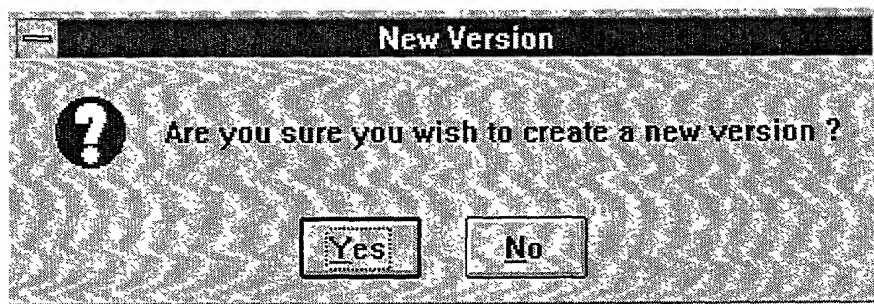 New Version
Are you sure you wish to create a new version ?
Yes
No